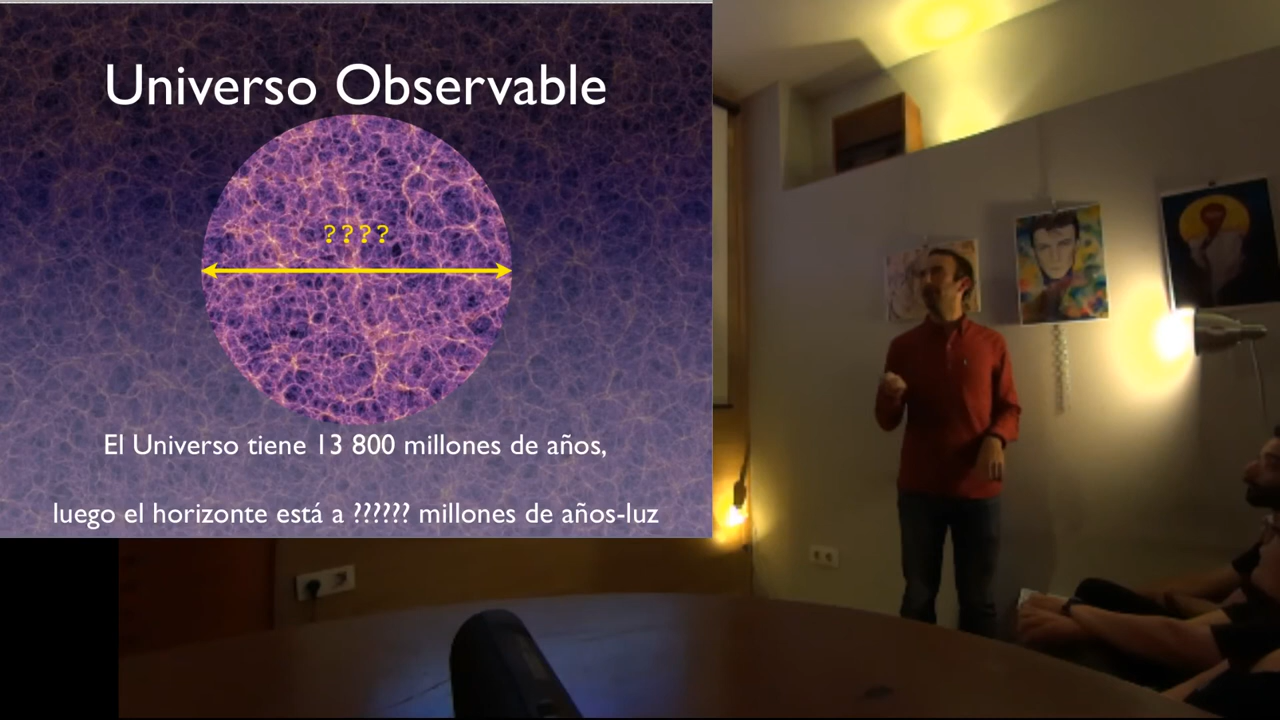 Universo Observable
????
El Universo tiene 13 800 millones de años,
luego el horizonte está a ?????? millones de años-luz